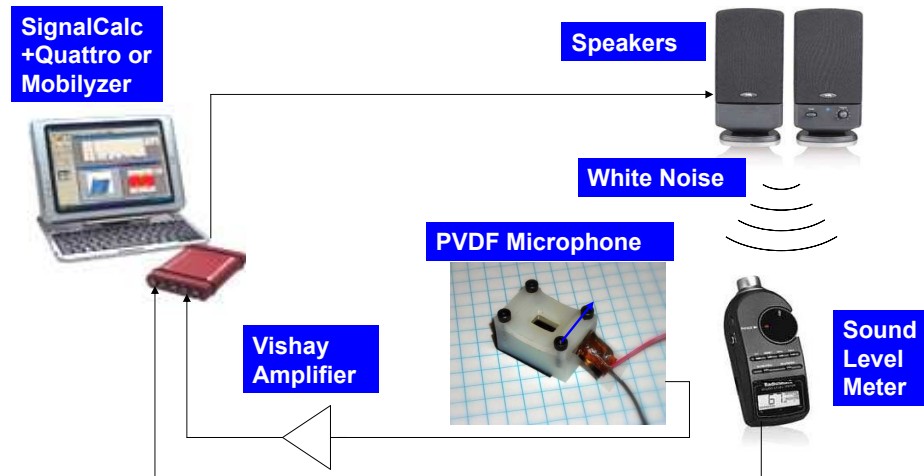 SignalCalc
+Quattro or
Mobilyzer
Speakers
White Noise
PVDF Microphone
Vishay
Amplifier
Sound
Level
Meter